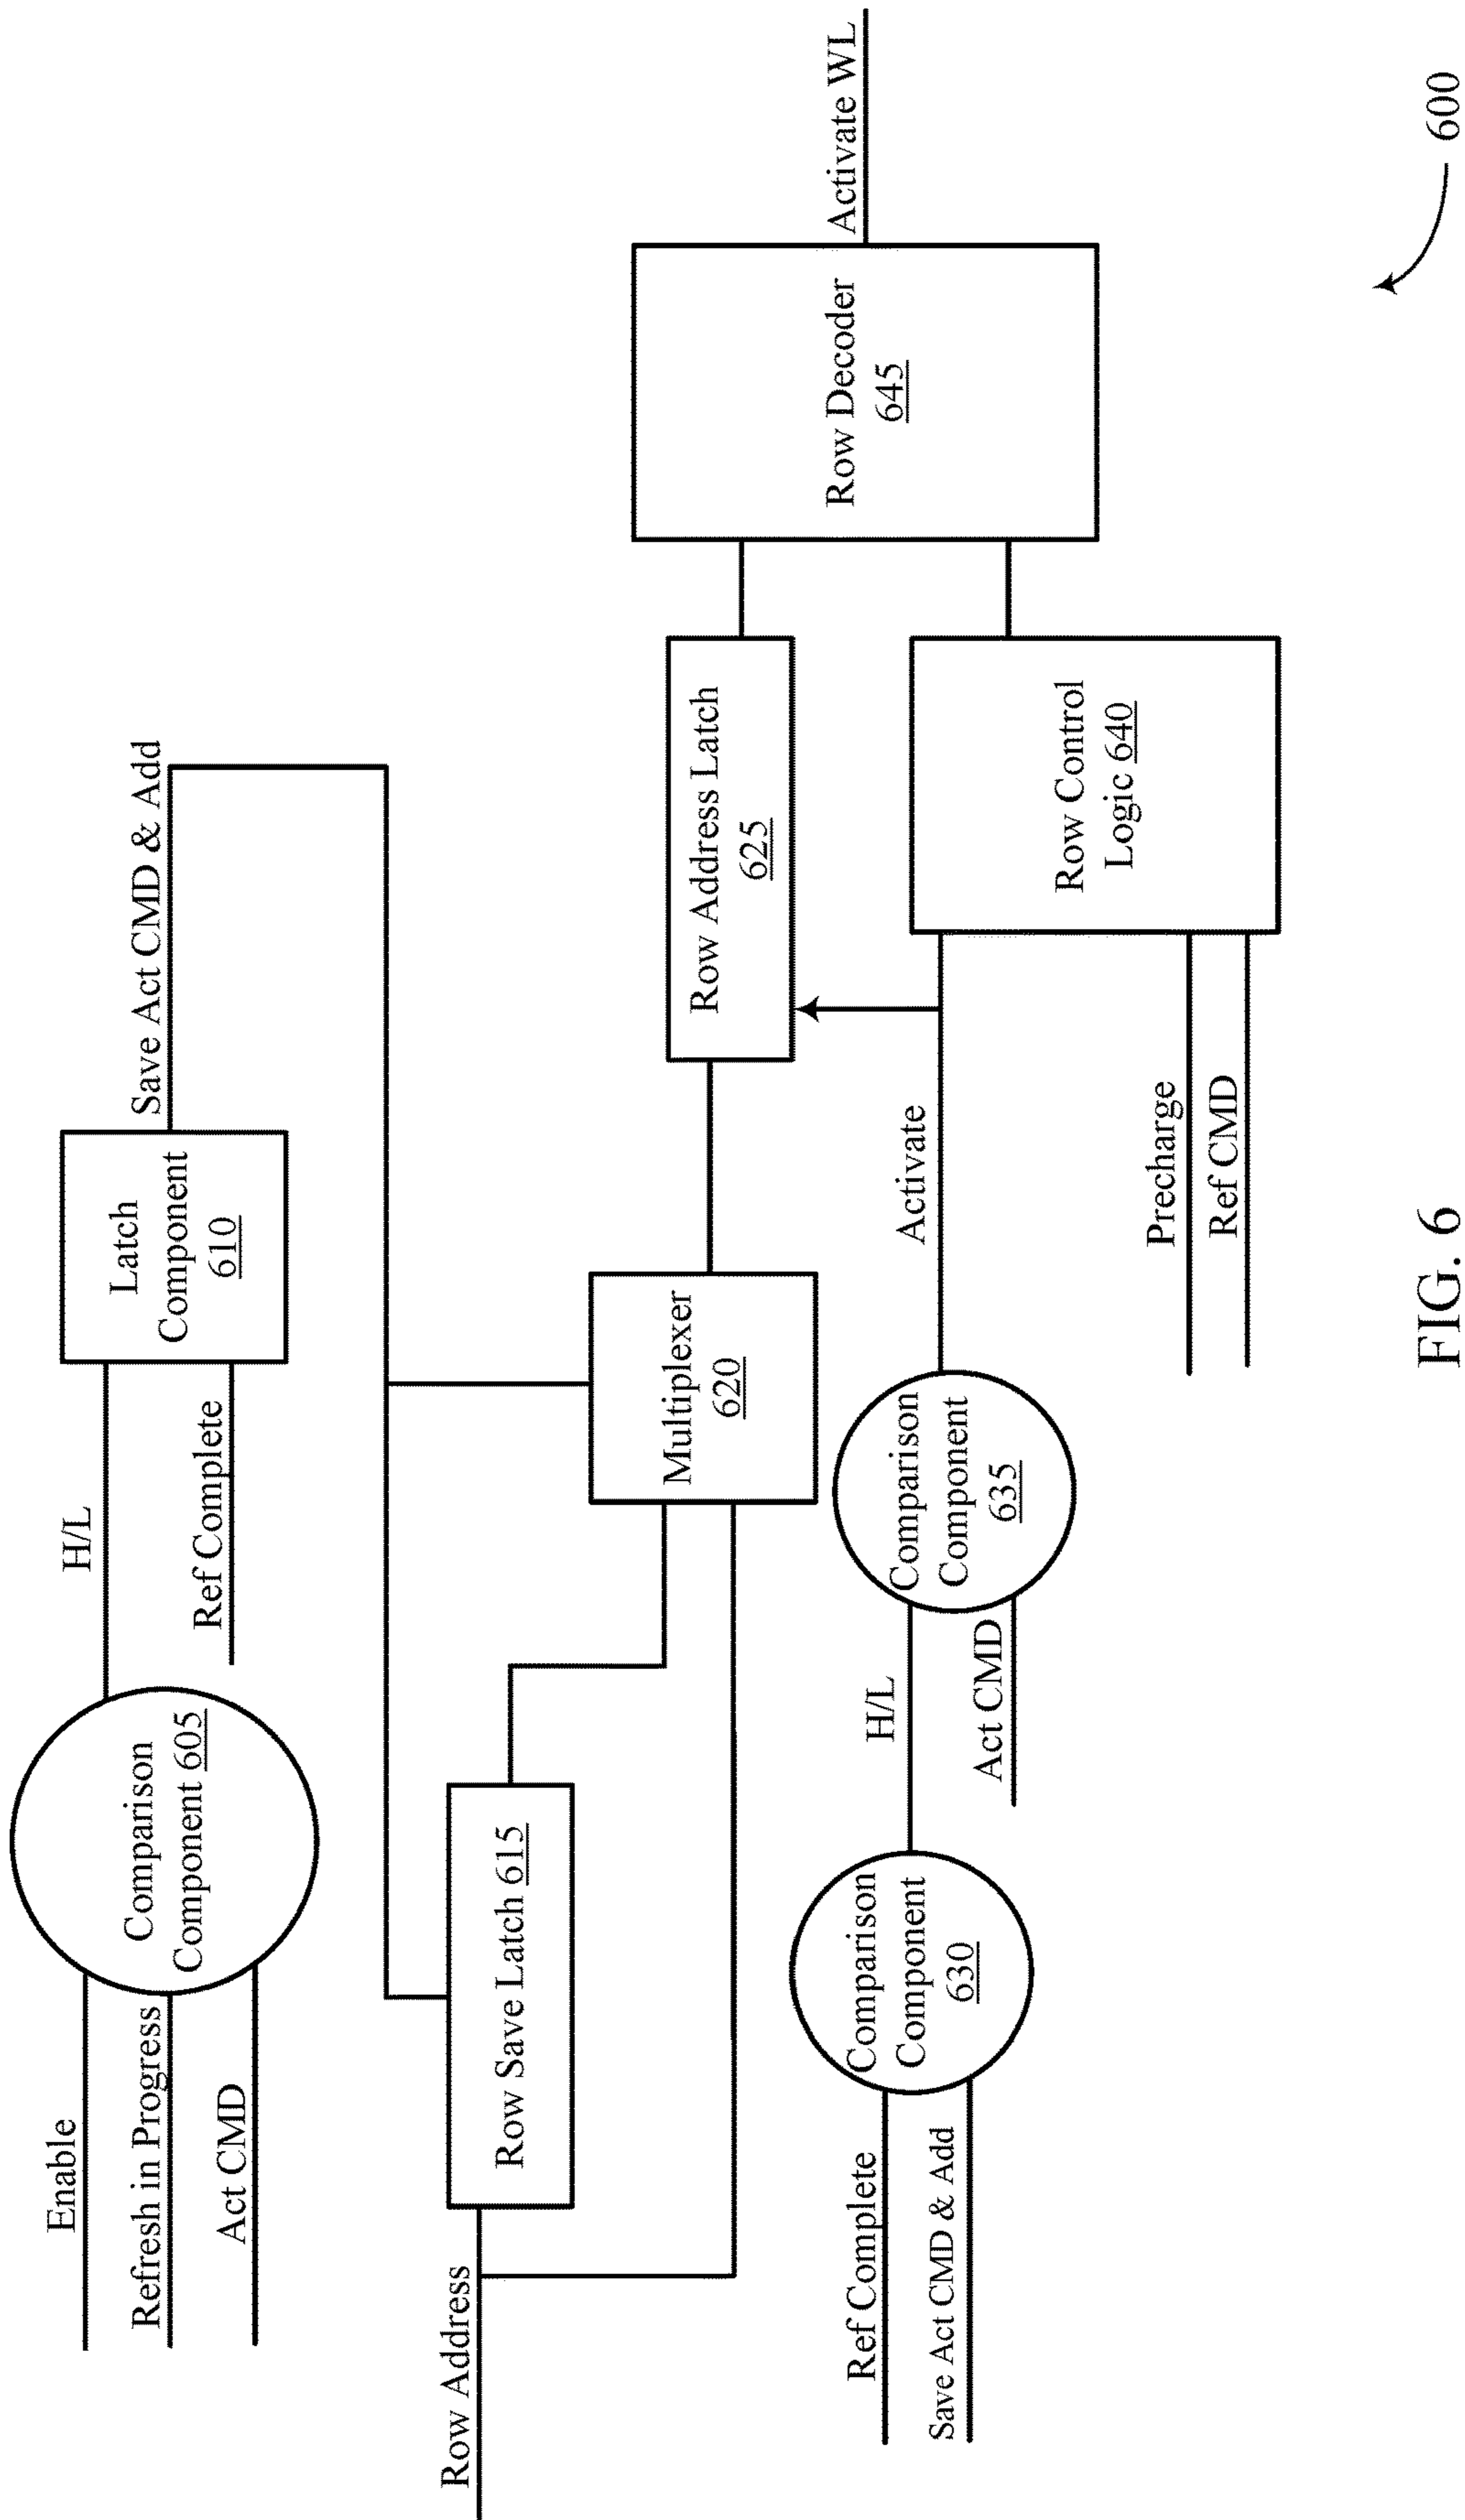 Enable
Refresh in Progress
Act CMD
Comparison
Component 605
H/L
Ref Complete
Latch
Component
610
Save Act CMD & Add
Row Address
Row Save Latch 615
Multiplexer
620
Row Address Latch
625
Row Decoder
645
Activate WL
Ref Complete
Save Act CMD & Add
Comparison
Component
630
H/L
Act CMD
Comparison
Component
635
Activate
Precharge
Ref CMD
Row Control
Logic 640
600
FIG. 6